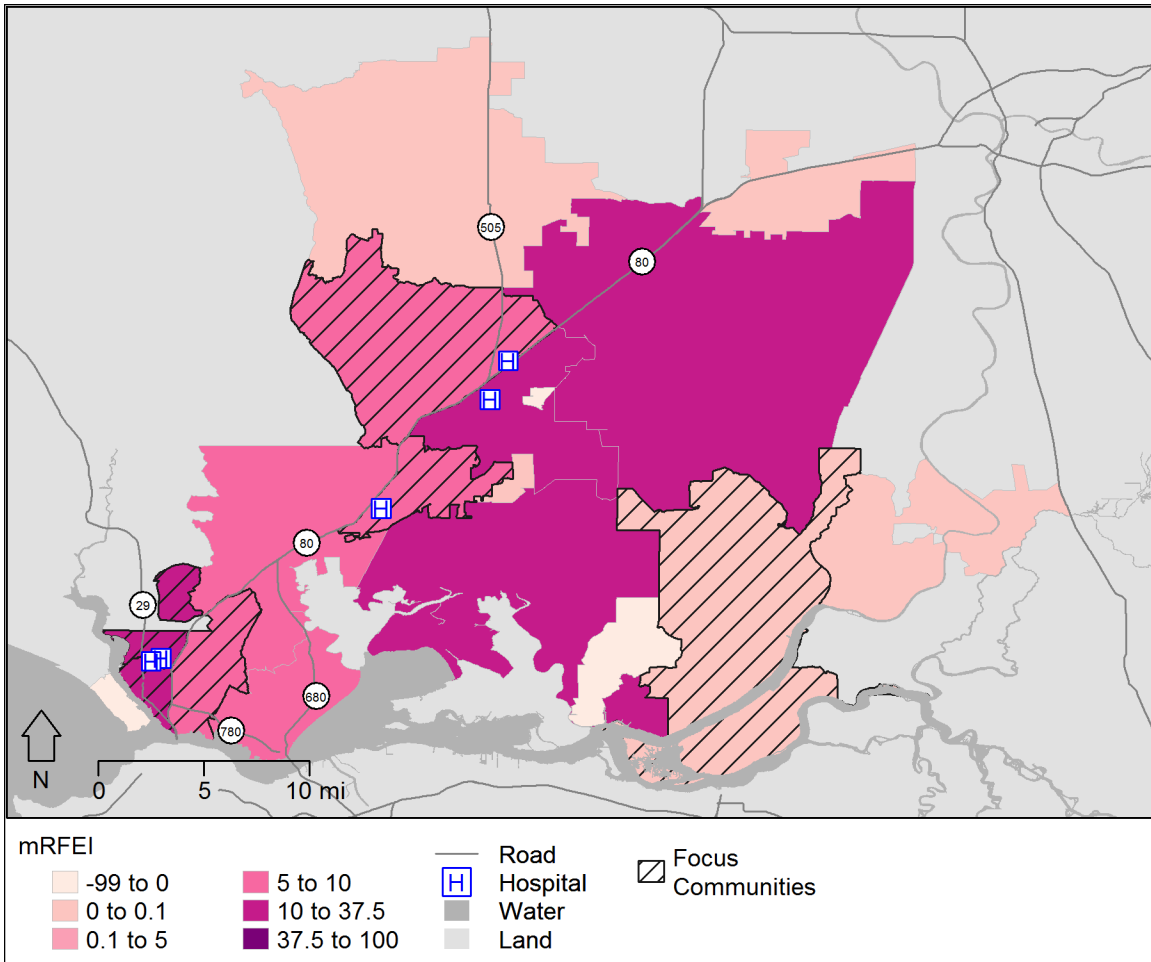 505
80
H
H
H
80
29
H H
680
780
N
0 5 10 mi
mRFEI
-99 to 0
0 to 0.1
0.1 to 5
5 to 10
10 to 37.5
37.5 to 100
Road
H Hospital
Water
Land
Focus
Communities